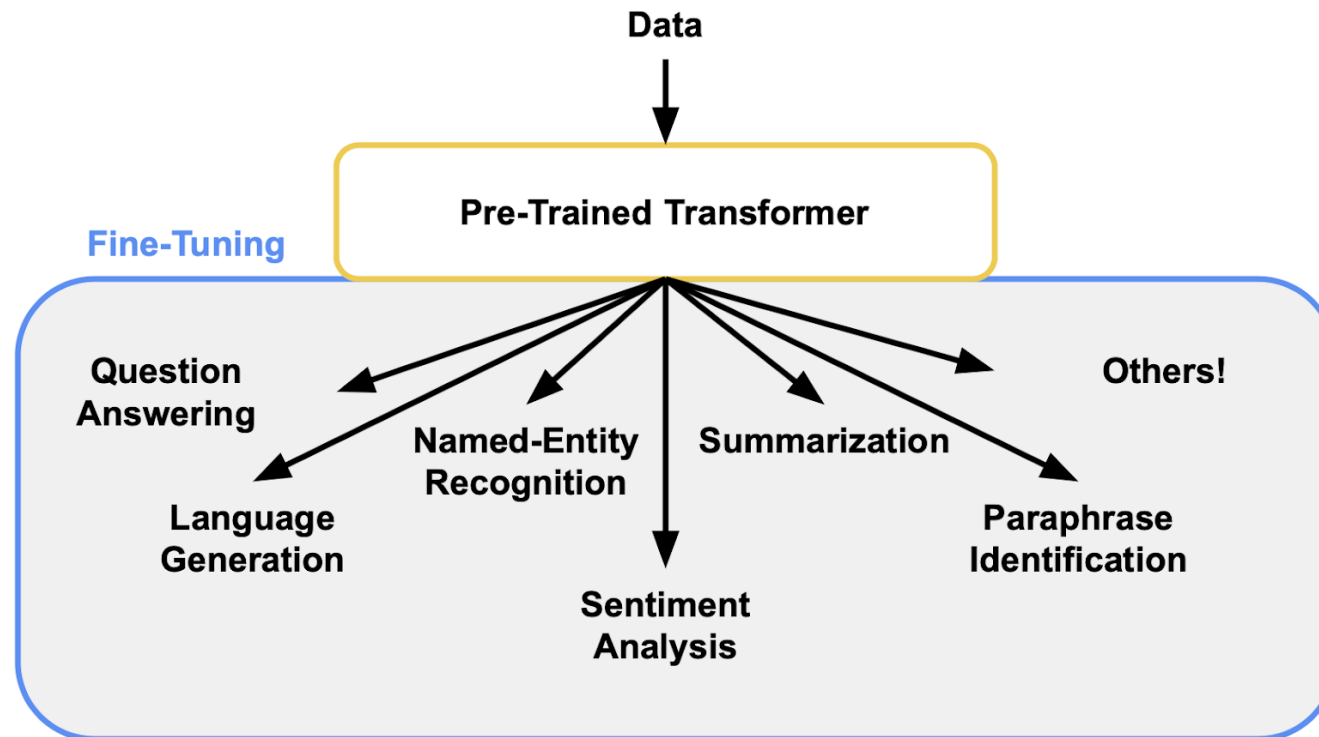 Data
Pre-Trained Transformer
Fine-Tuning
Question
Answering
Others!
Named-Entity
Recognition
Summarization
Language
Generation
Paraphrase
Identification
Sentiment
Analysis